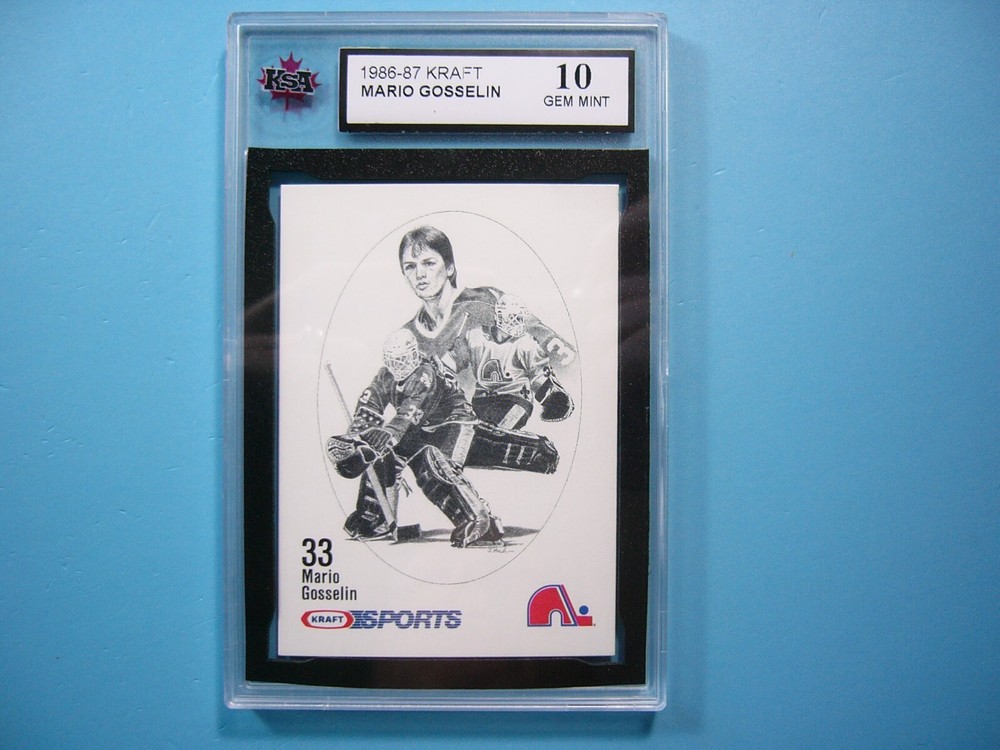 KSA
1986-87 KRAFT
MARIO GOSSELIN
10
GEM MINT
33
Mario
Gosselin
KRAFT SPORTS